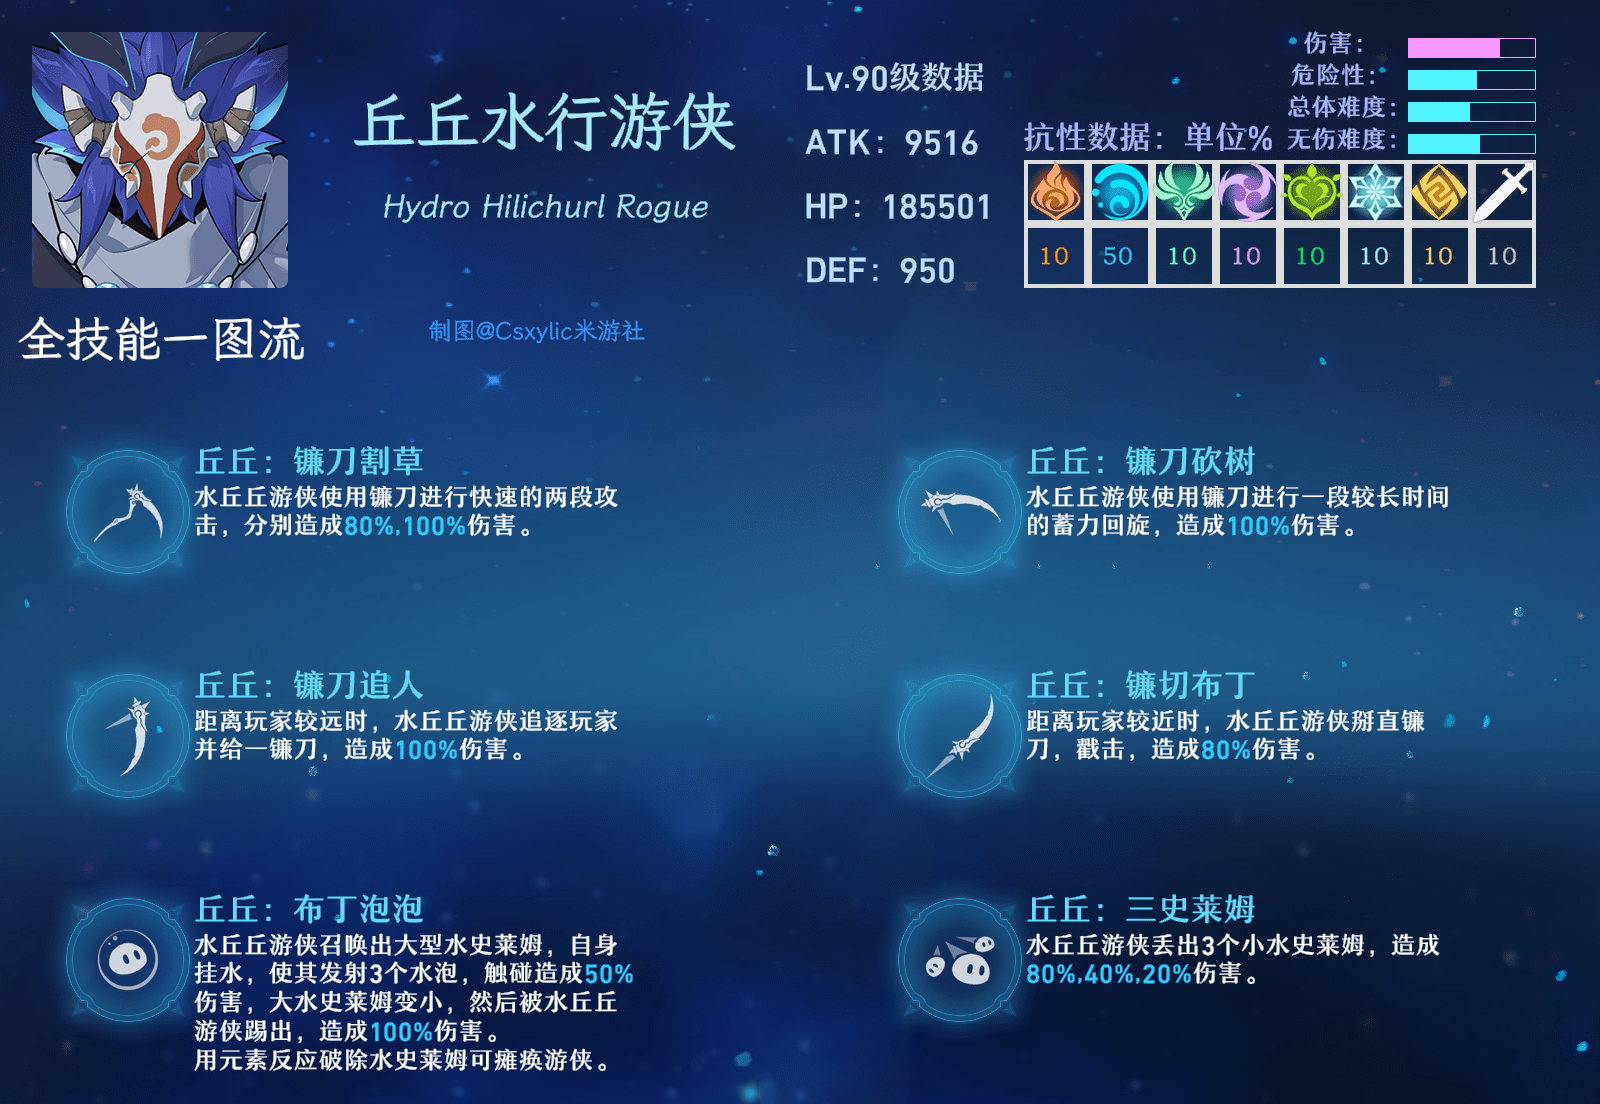 丘丘水行游侠
Hydro Hilichurl Rogue
全技能一图流
制图@Csxylic米游社
Lv.90级数据
ATK：9516
HP：185501
DEF：950
伤害：
危险性：
总体难度：
无伤难度：
抗性数据：单位%
10 50 10 10 10 10 10 10
丘丘：镰刀割草
水丘丘游侠使用镰刀进行快速的两段攻
击，分别造成80%,100%伤害。
丘丘：镰刀砍树
水丘丘游侠使用镰刀进行一段较长时间
的蓄力回旋，造成100%伤害。
丘丘：镰刀追人
距离玩家较远时，水丘丘游侠追逐玩家
并给一镰刀，造成100%伤害。
丘丘：镰切布丁
距离玩家较近时，水丘丘游侠掰直镰
刀，戳击，造成80%伤害。
丘丘：布丁泡泡
水丘丘游侠召唤出大型水史莱姆，自身
挂水，使其发射3个水泡，触碰造成50%
伤害，大水史莱姆变小，然后被水丘丘
游侠踢出，造成100%伤害。
用元素反应破除水史莱姆可瘫痪游侠。
丘丘：三史莱姆
水丘丘游侠丢出3个小水史莱姆，造成
80%,40%,20%伤害。